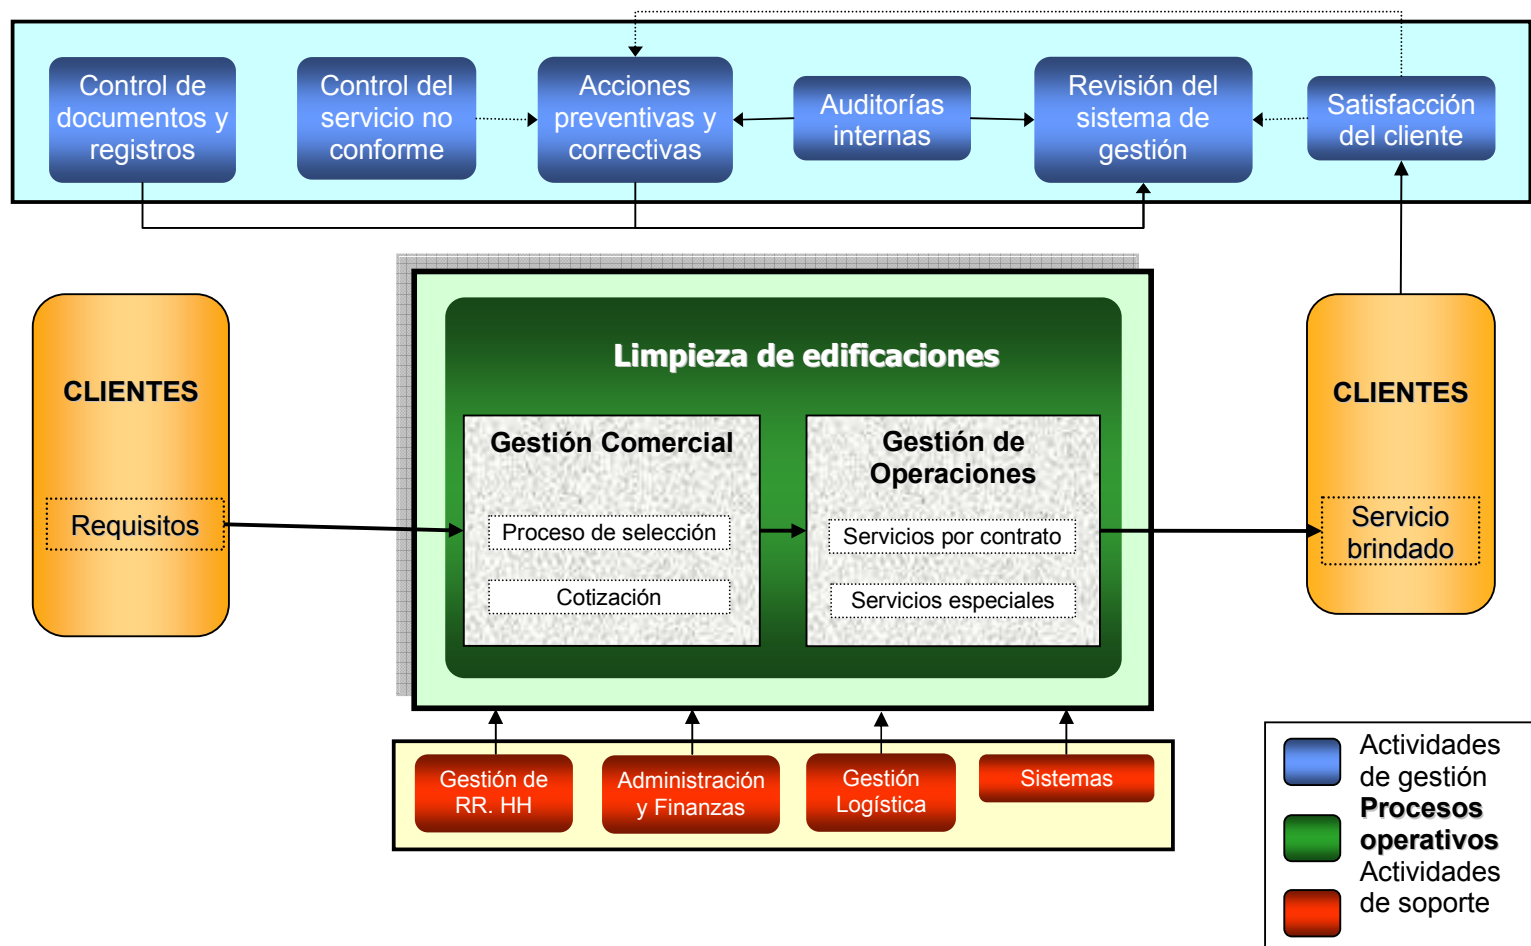 Control de
documentos y
registros
Control del
servicio no
conforme
Acciones
preventivas y
correctivas
Auditorías
internas
Revisión del
sistema de
gestión
Satisfacción
del cliente
CLIENTES
Requisitos
Limpieza de edificaciones
Gestión Comercial
Proceso de selección
Cotización
Gestión de
Operaciones
Servicios por contrato
Servicios especiales
CLIENTES
Servicio
brindado
Gestión de
RR. HH
Administración
y Finanzas
Gestión
Logística
Sistemas
Actividades
de gestión
Procesos
operativos
Actividades
de soporte